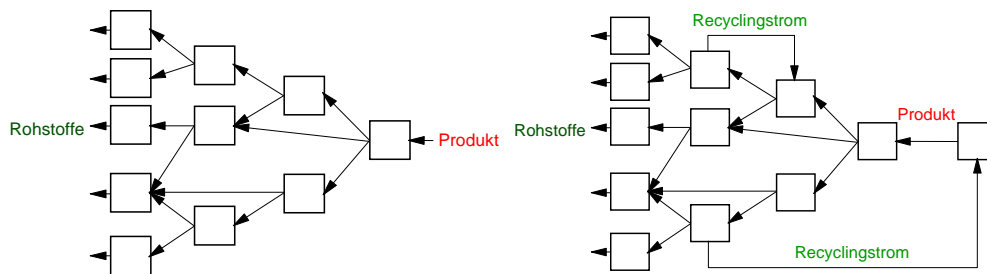 Rohstoffe
Produkt
Recyclingstrom
Rohstoffe
Produkt
Recyclingstrom